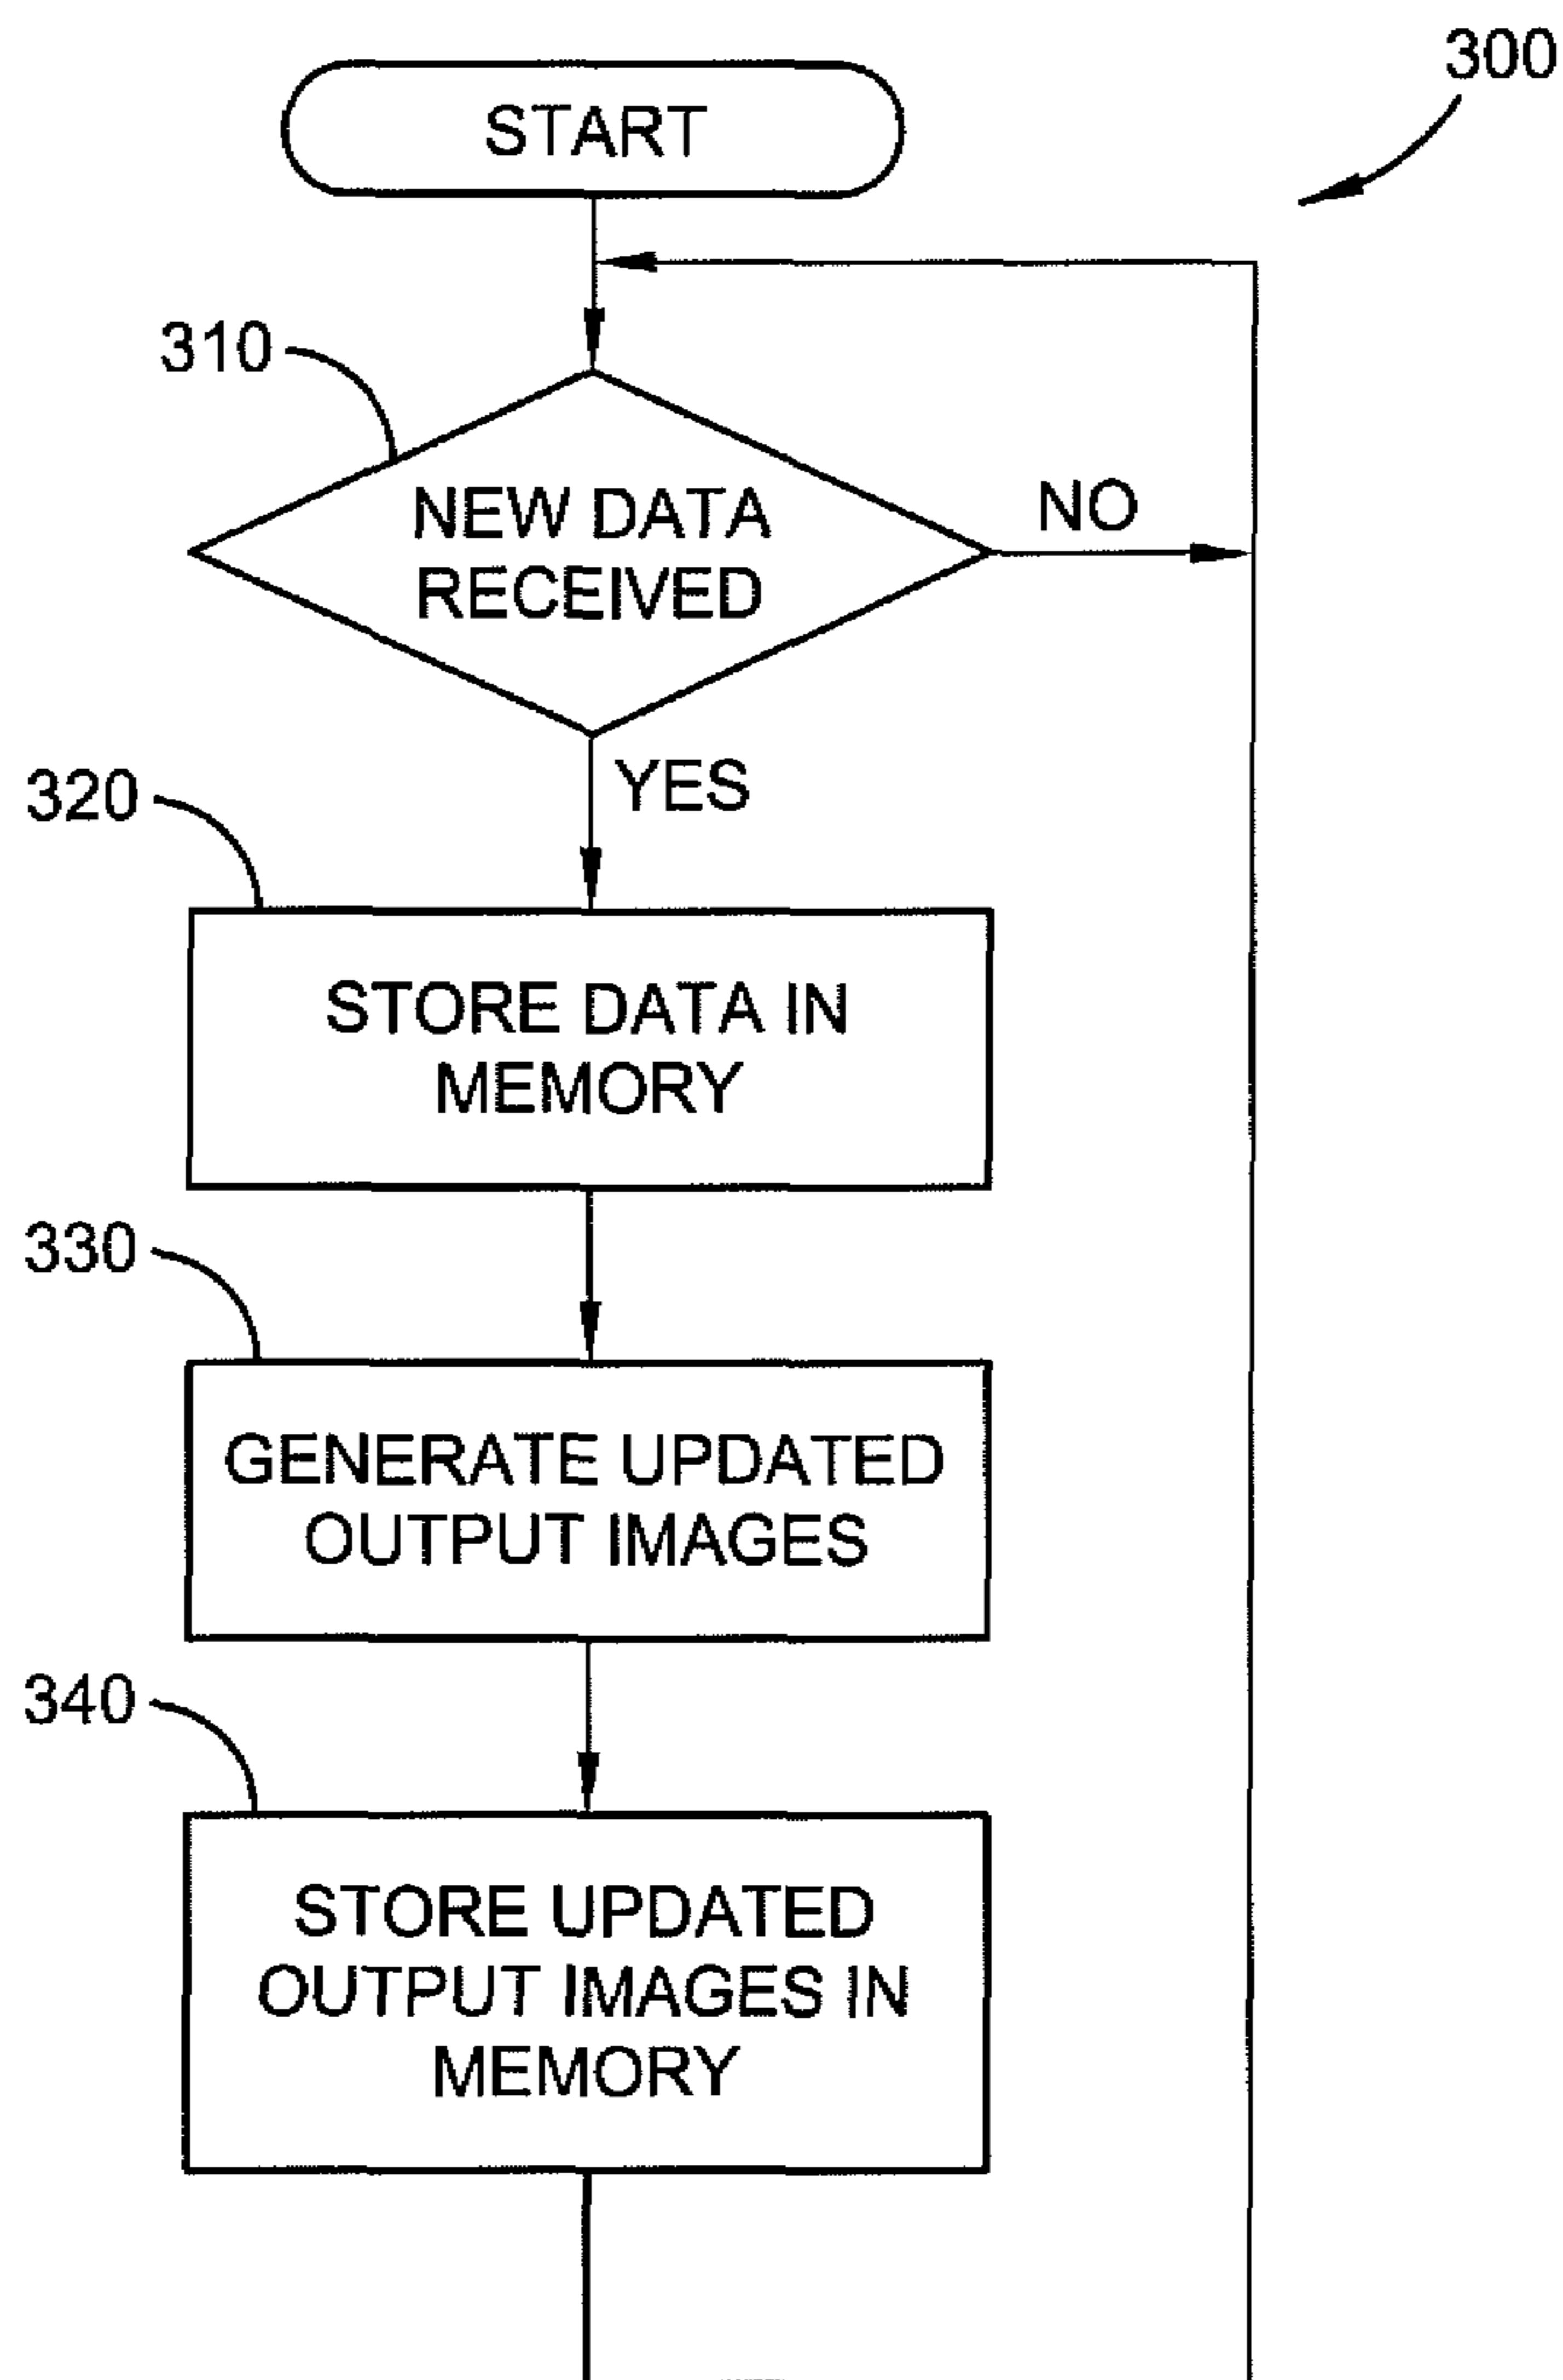 300
START
310
NEW DATA
RECEIVED
NO
YES
320
STORE DATA IN
MEMORY
330
GENERATE UPDATED
OUTPUT IMAGES
340
STORE UPDATED
OUTPUT IMAGES IN
MEMORY